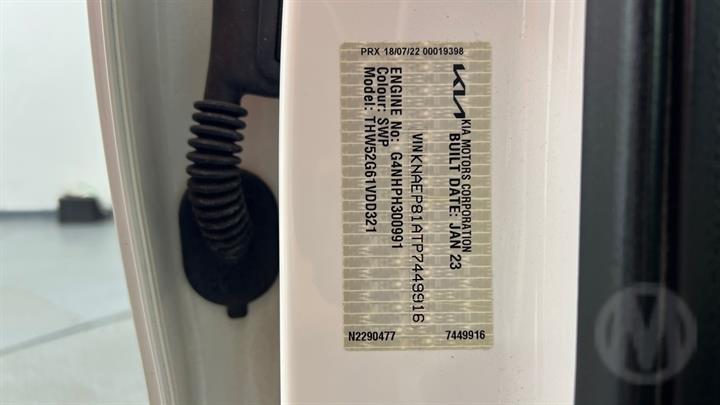 PRX 18/07/22 00019398
KIA
KIA MOTORS CORPORATION
BUILT DATE: JAN 23
VIN KNAEP81ATP7449916
ENGINE No: G4NHPH300991
Colour: SWP
Model: THW52G61VDD321
N2290477
7449916
M